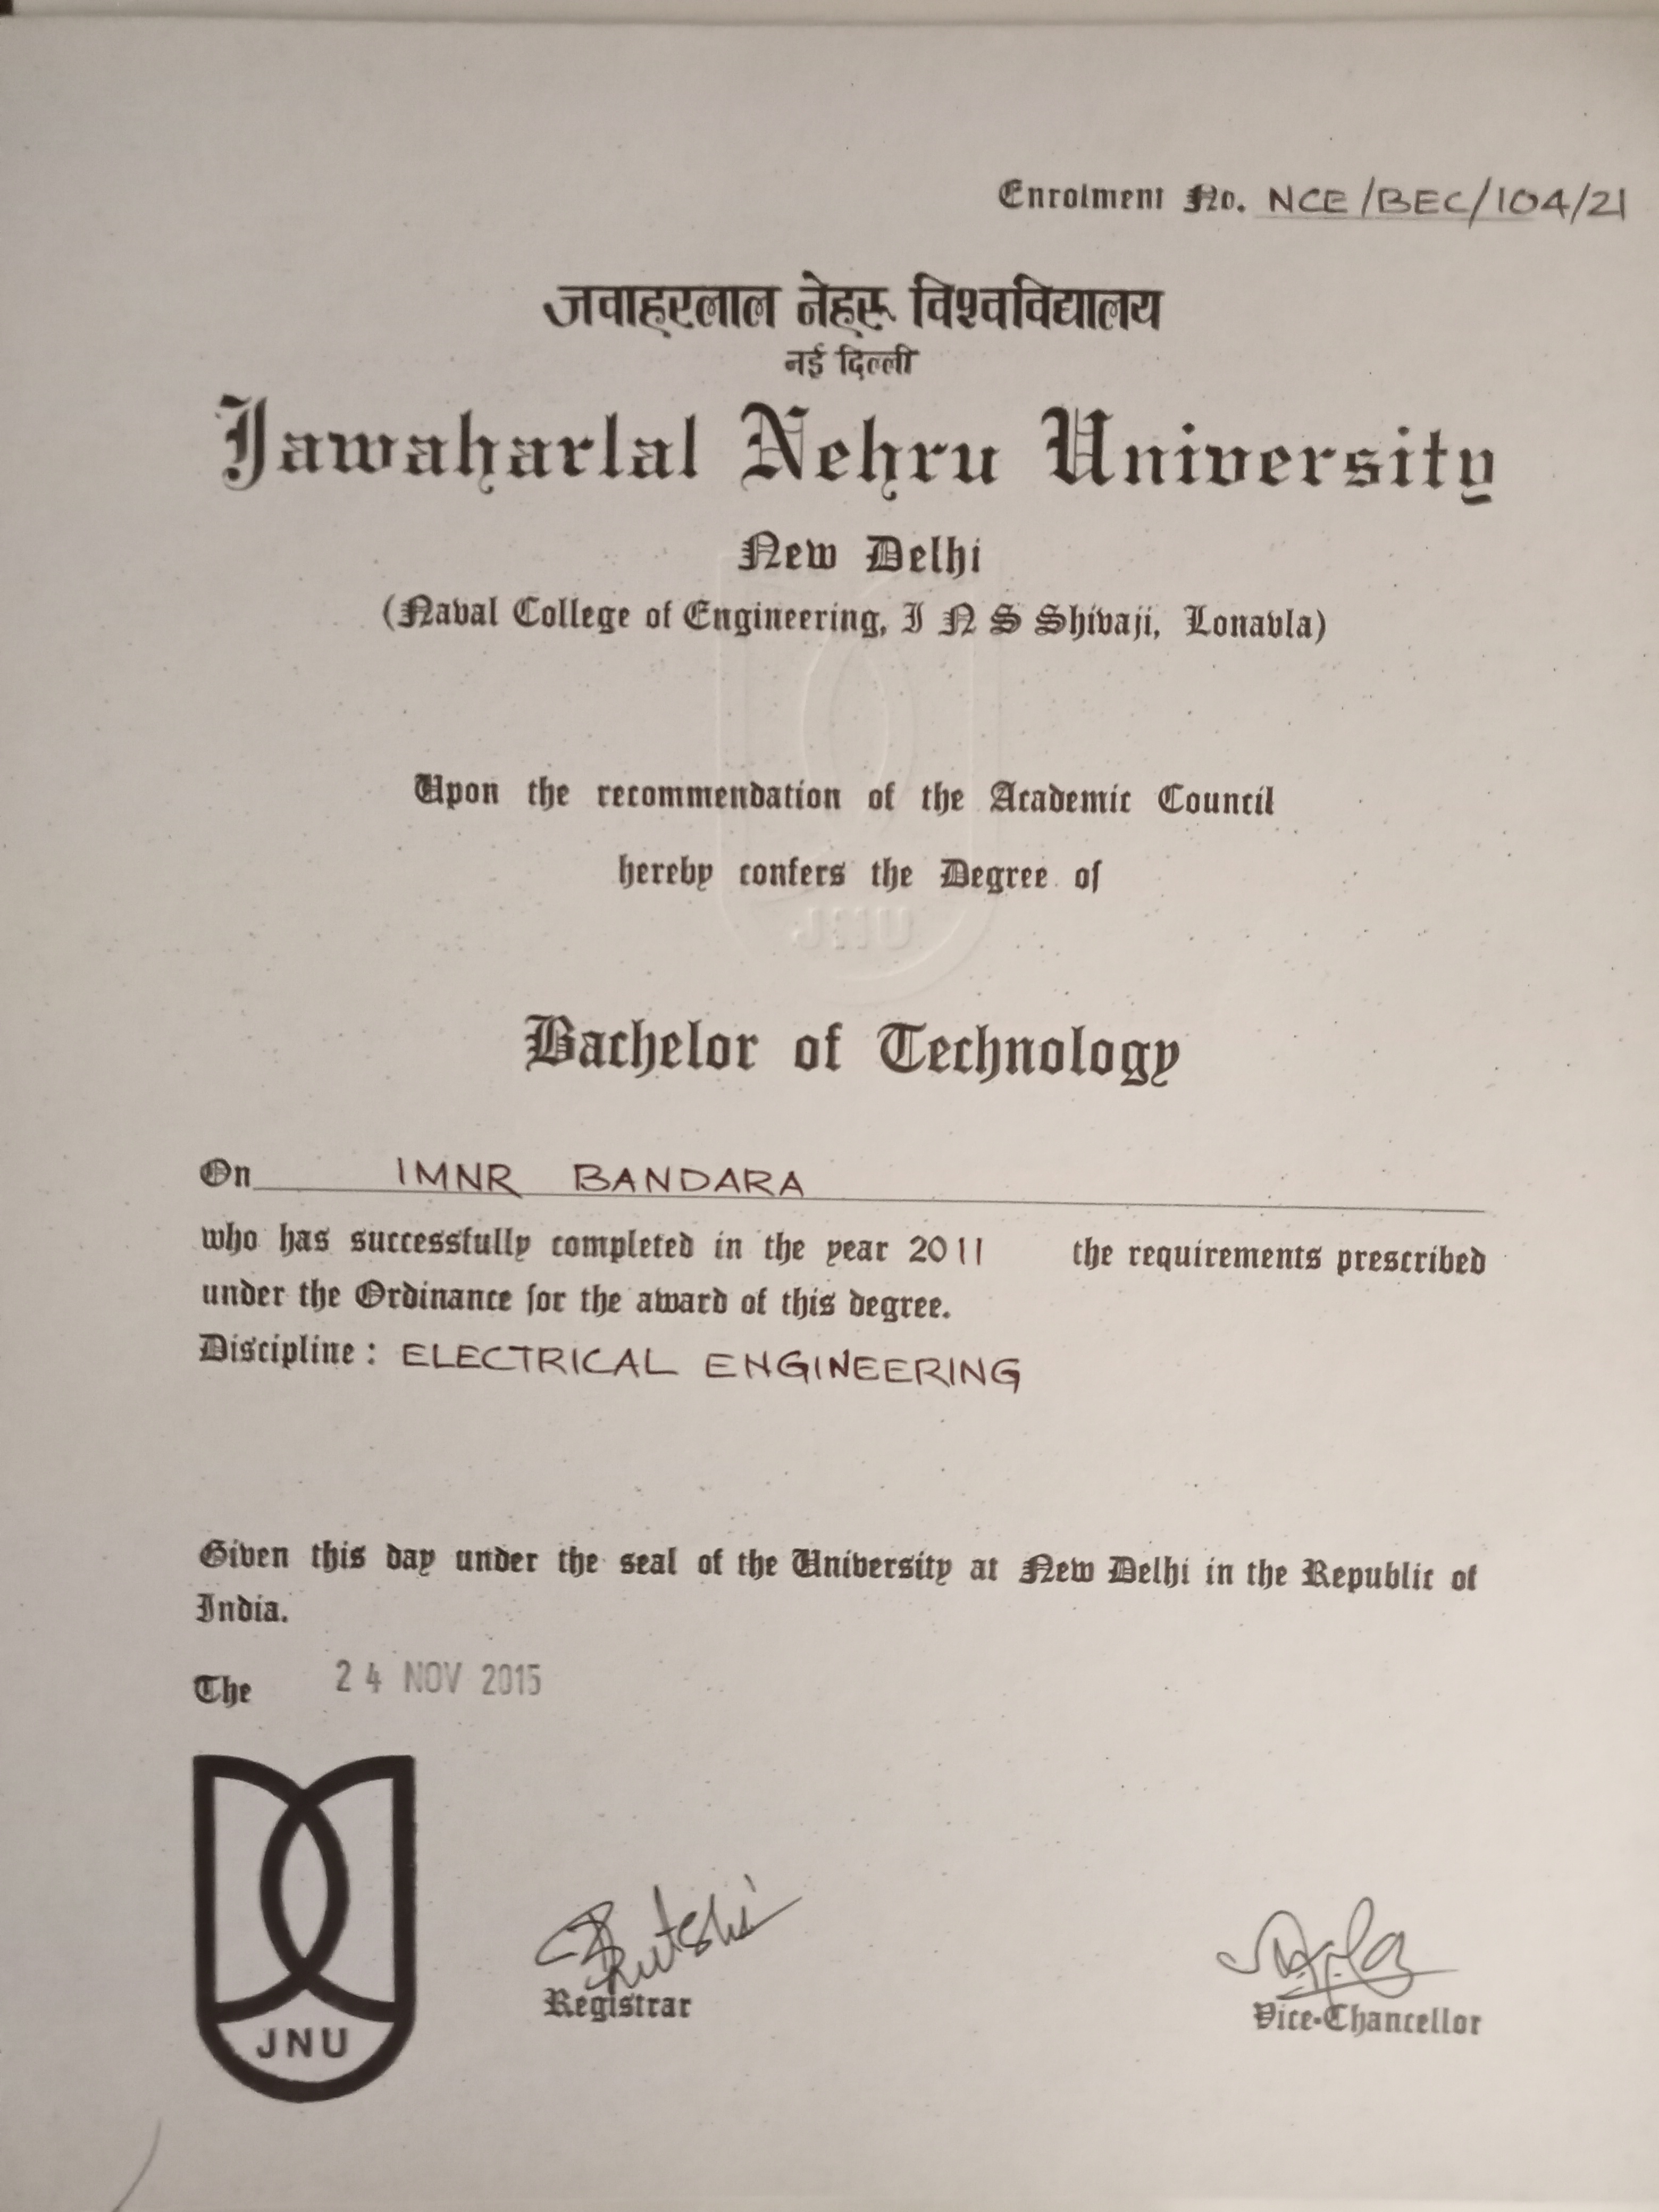 Enrolment No. NCE/BEC/104/21
जवाहरलाल नेहरू विश्वविद्यालय
नई दिल्ली
Jawaharlal Nehru University
New Delhi
(Naval College of Engineering, I N S Shivaji, Lonavla)
Upon the recommendation of the Academic Council
hereby confers the Degree of
JNU
Bachelor of Technology
On IMNR BANDARA
who has successfully completed in the year 2011 the requirements prescribed
under the Ordinance for the award of this degree.
Discipline : ELECTRICAL ENGINEERING
Given this day under the seal of the University at New Delhi in the Republic of
India.
The 24 NOV 2015
JNU
Registrar
Vice-Chancellor